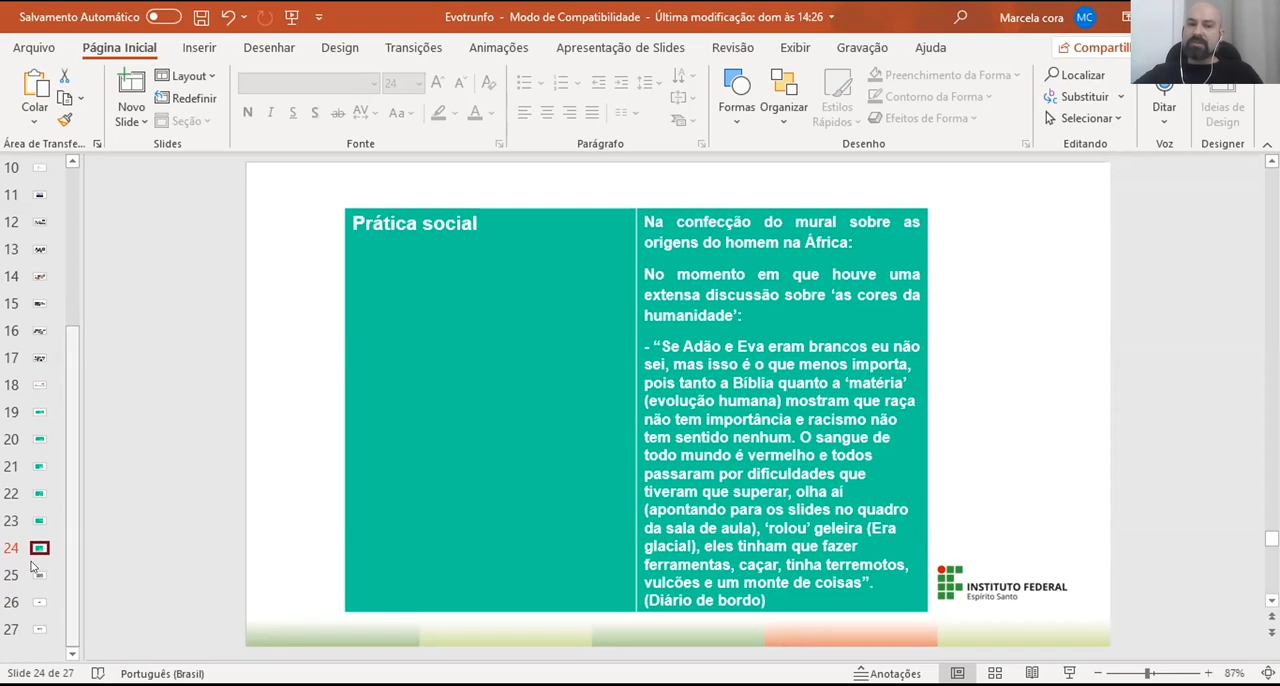 Salvamento Automático
Evotrunfo - Modo de Compatibilidade - Última modificação: dom às 14:26
Marcela cora MC
Arquivo Página Inicial Inserir Desenhar Design Transições Animações Apresentação de Slides Revisão Exibir Gravação Ajuda
Compartil
Colar
Área de Transfe...
Novo
Slide
Layout
Redefinir
Seção
Slides
24
N I S S ab AV Aa A
Fonte
Parágrafo
Formas
Organizar
Estilos
Rápidos
Preenchimento da Forma
Contorno da Forma
Efeitos de Forma
Desenho
Localizar
Substituir
Selecionar
Editando
Ditar
Voz
Ideias de
Design
Designer
10
11
12
13
14
15
16
17
18
19
20
21
22
23
24
25
26
27
Prática social
Na confecção do mural sobre as
origens do homem na África:
No momento em que houve uma
extensa discussão sobre ‘as cores da
humanidade’:
- “Se Adão e Eva eram brancos eu não
sei, mas isso é o que menos importa,
pois tanto a Bíblia quanto a ‘matéria’
(evolução humana) mostram que raça
não tem importância e racismo não
tem sentido nenhum. O sangue de
todo mundo é vermelho e todos
passaram por dificuldades que
tiveram que superar, olha aí
(apontando para os slides no quadro
da sala de aula), ‘rolou’ geleira (Era
glacial), eles tinham que fazer
ferramentas, caçar, tinha terremotos,
vulcões e um monte de coisas”.
(Diário de bordo)
INSTITUTO FEDERAL
Espírito Santo
Slide 24 de 27 Português (Brasil)
Anotações
87%